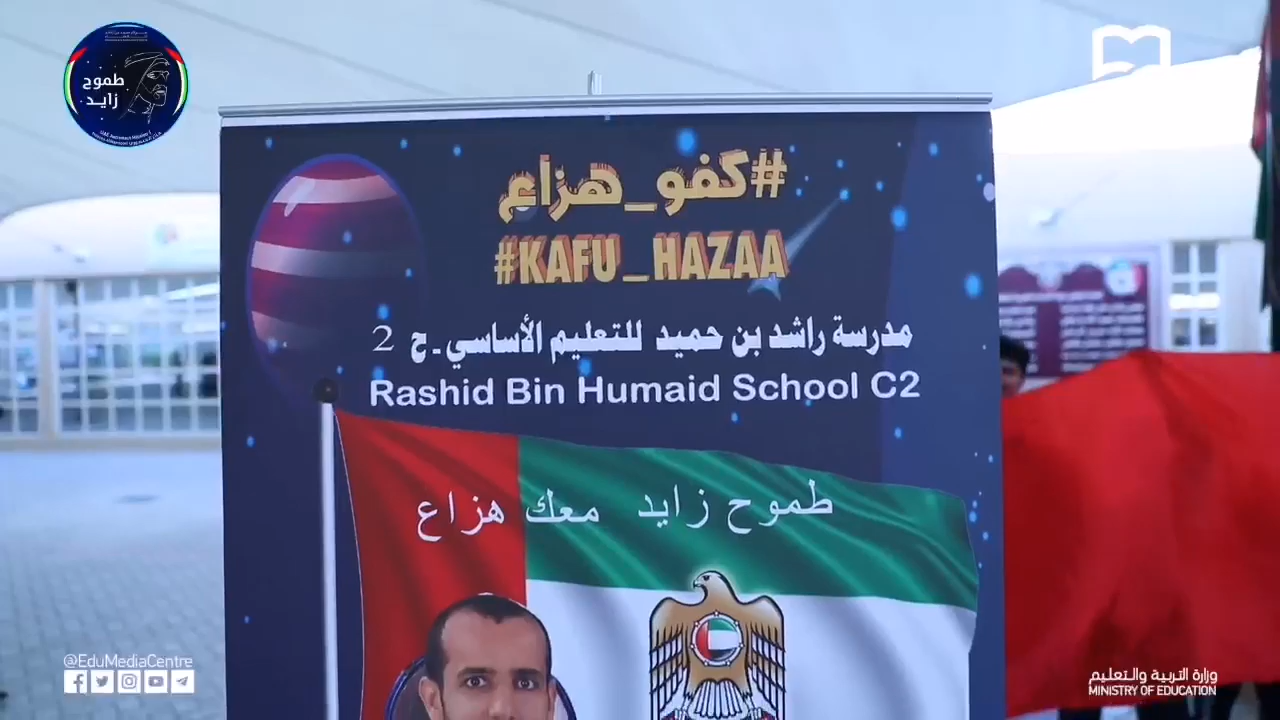 طموح
زايـد
#كفو_هزاع
#KAFU_HAZAA
مدرسة راشد بن حميد للتعليم الأساسي ـ ح 2
Rashid Bin Humaid School C2
طموح زايد معك هزاع
@EduMediaCentre
وزارة التربية والتعليم
MINISTRY OF EDUCATION